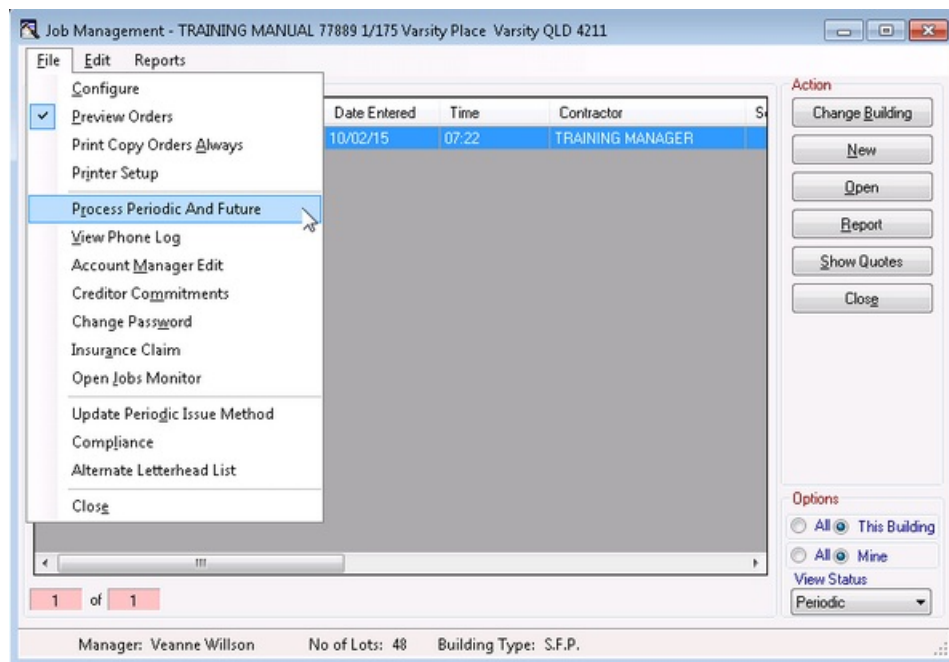 Job Management - TRAINING MANUAL 77889 1/175 Varsity Place Varsity QLD 4211
File Edit Reports
Configure
Preview Orders
Print Copy Orders Always
Printer Setup
Process Periodic And Future
View Phone Log
Account Manager Edit
Creditor Commitments
Change Password
Insurance Claim
Open Jobs Monitor
Update Periodic Issue Method
Compliance
Alternate Letterhead List
Close
Date Entered Time Contractor
10/02/15 07:22 TRAINING MANAGER
Action
Change Building
New
Open
Report
Show Quotes
Close
Options
All This Building
All Mine
View Status
Periodic
1 of 1
Manager: Veanne Willson No of Lots: 48 Building Type: S.F.P.